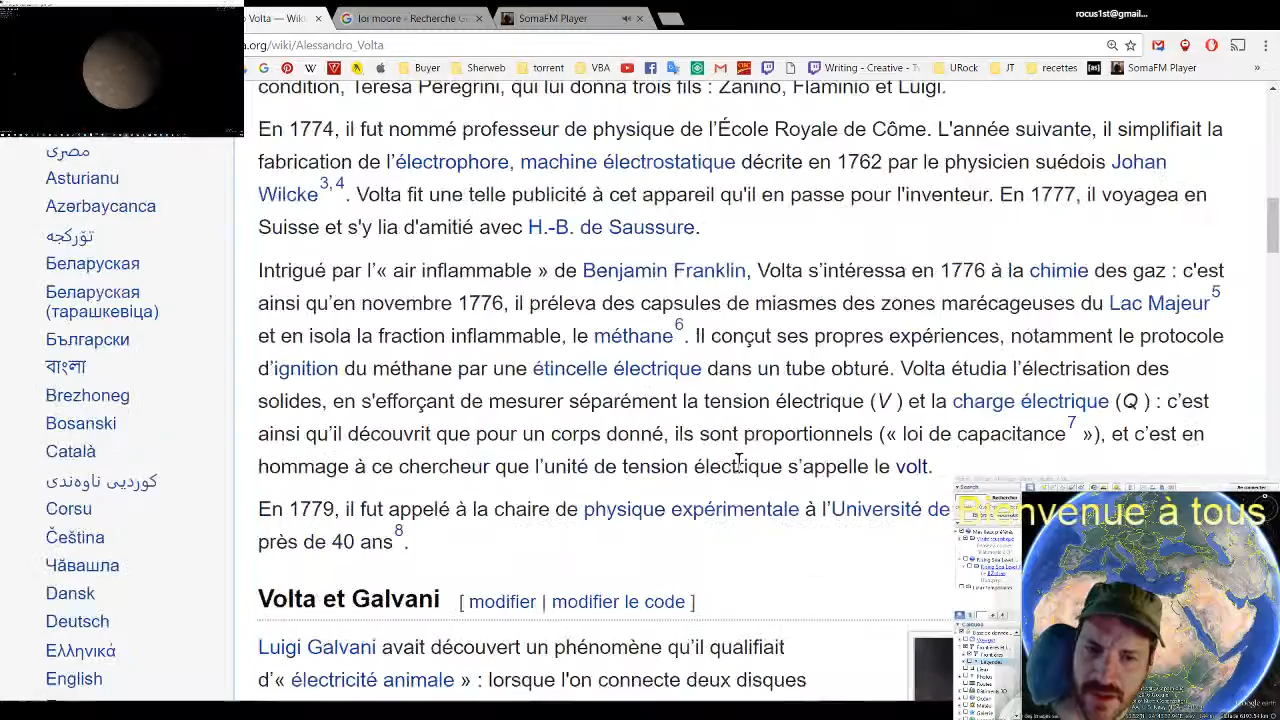 o Volta — Wiki
loi moore - Recherche G
SomaFM Player
rocus1st@gmail...
a.org/wiki/Alessandro_Volta
Buyer
Sherweb
torrent
VBA
Writing - Creative - Tw
URock
JT
recettes
[as]
SomaFM Player
»
condition, Teresa Peregrini, qui lui donna trois fils : Zanino, Flaminio et Luigi.
En 1774, il fut nommé professeur de physique de l'École Royale de Côme. L'année suivante, il simplifiait la
fabrication de l'électrophore, machine électrostatique décrite en 1762 par le physicien suédois Johan
Wilcke3, 4. Volta fit une telle publicité à cet appareil qu'il en passe pour l'inventeur. En 1777, il voyagea en
Suisse et s'y lia d'amitié avec H.-B. de Saussure.
Intrigué par l'« air inflammable » de Benjamin Franklin, Volta s'intéressa en 1776 à la chimie des gaz : c'est
ainsi qu'en novembre 1776, il préleva des capsules de miasmes des zones marécageuses du Lac Majeur5
et en isola la fraction inflammable, le méthane6. Il conçut ses propres expériences, notamment le protocole
d'ignition du méthane par une étincelle électrique dans un tube obturé. Volta étudia l'électrisation des
solides, en s'efforçant de mesurer séparément la tension électrique (V ) et la charge électrique (Q ) : c'est
ainsi qu'il découvrit que pour un corps donné, ils sont proportionnels (« loi de capacitance7 »), et c'est en
hommage à ce chercheur que l'unité de tension électrique s'appelle le volt.
En 1779, il fut appelé à la chaire de physique expérimentale à l'Université de
près de 40 ans8.
Volta et Galvani [ modifier | modifier le code ]
Luigi Galvani avait découvert un phénomène qu'il qualifiait
d'« électricité animale » : lorsque l'on connecte deux disques
مصرى
Asturianu
Azərbaycanca
تۆرکجه
Беларуская
Беларуская
(тарашкевіца)
Български
বাংলা
Brezhoneg
Bosanski
Català
کوردیی ناوەندی
Corsu
Čeština
Чӑвашла
Dansk
Deutsch
Ελληνικά
English
Bienvenue à tous